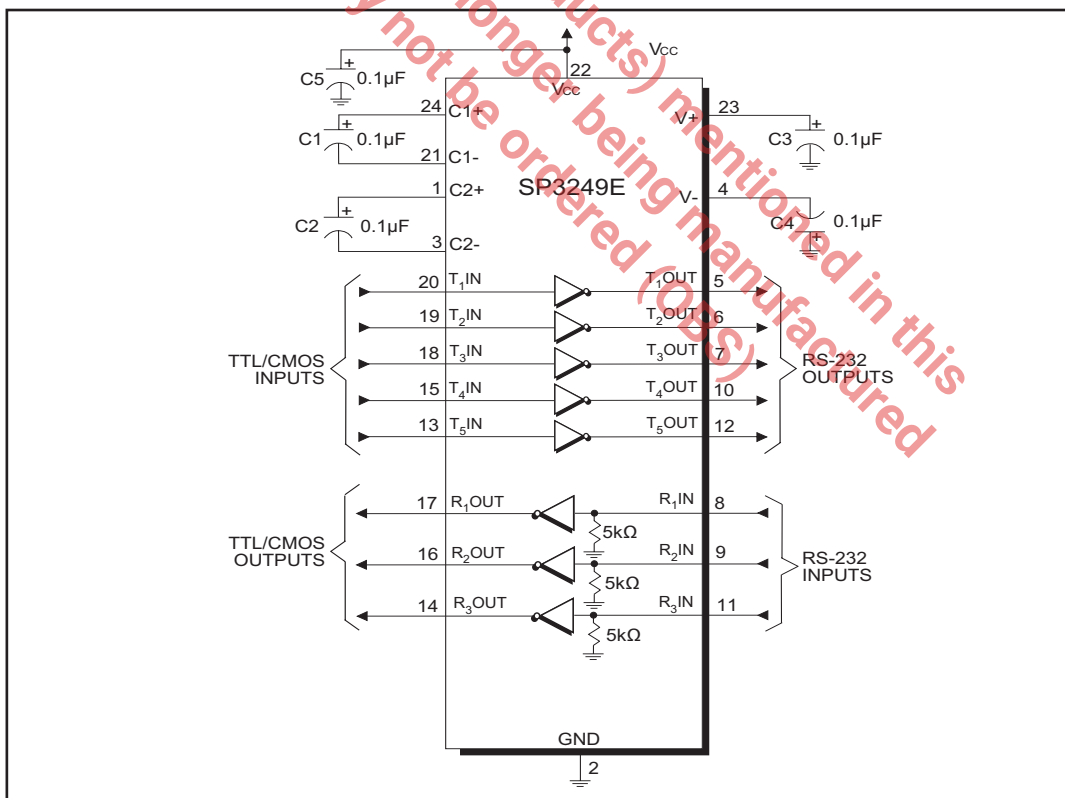 VCC
22
VCC
C5
+
0.1µF
24
C1+
C1
+
0.1µF
21
C1-
1
C2+
C2
+
0.1µF
3
C2-
SP3249E
V+
23
C3
+
0.1µF
V-
4
C4
0.1µF
+
TTL/CMOS
INPUTS
20 T1IN T1OUT 5
19 T2IN T2OUT 6
18 T3IN T3OUT 7
15 T4IN T4OUT 10
13 T5IN T5OUT 12
RS-232
OUTPUTS
TTL/CMOS
OUTPUTS
17 R1OUT R1IN 8
5kΩ
16 R2OUT R2IN 9
5kΩ
14 R3OUT R3IN 11
5kΩ
RS-232
INPUTS
GND
2
ucts) mentioned in this
longer being manufactured
not be ordered (OBS)